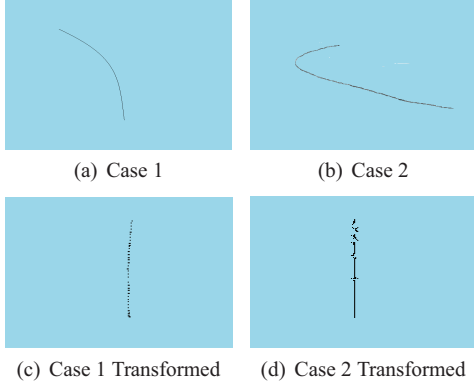 (a) Case 1
(b) Case 2
(c) Case 1 Transformed
(d) Case 2 Transformed